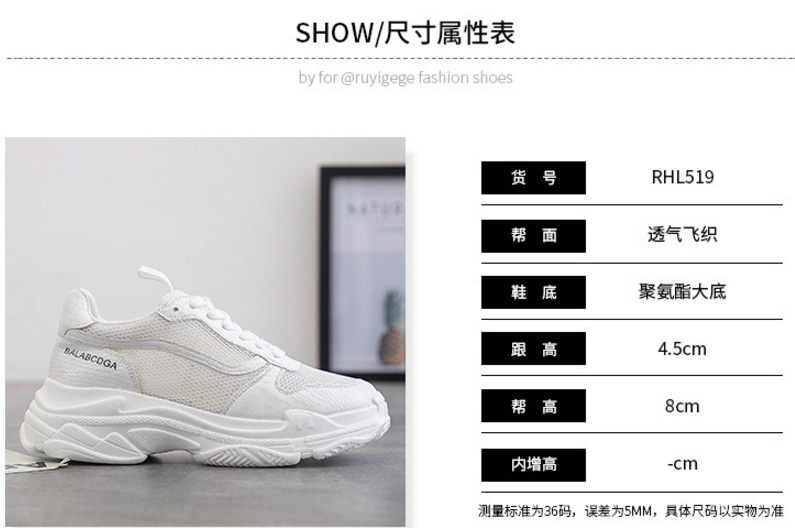 SHOW/尺寸属性表
by for @ruyigege fashion shoes
货 号 RHL519
帮 面 透气飞织
鞋 底 聚氨酯大底
跟 高 4.5cm
帮 高 8cm
内增高 -cm
测量标准为36码，误差为5MM，具体尺码以实物为准
BALABCDGA